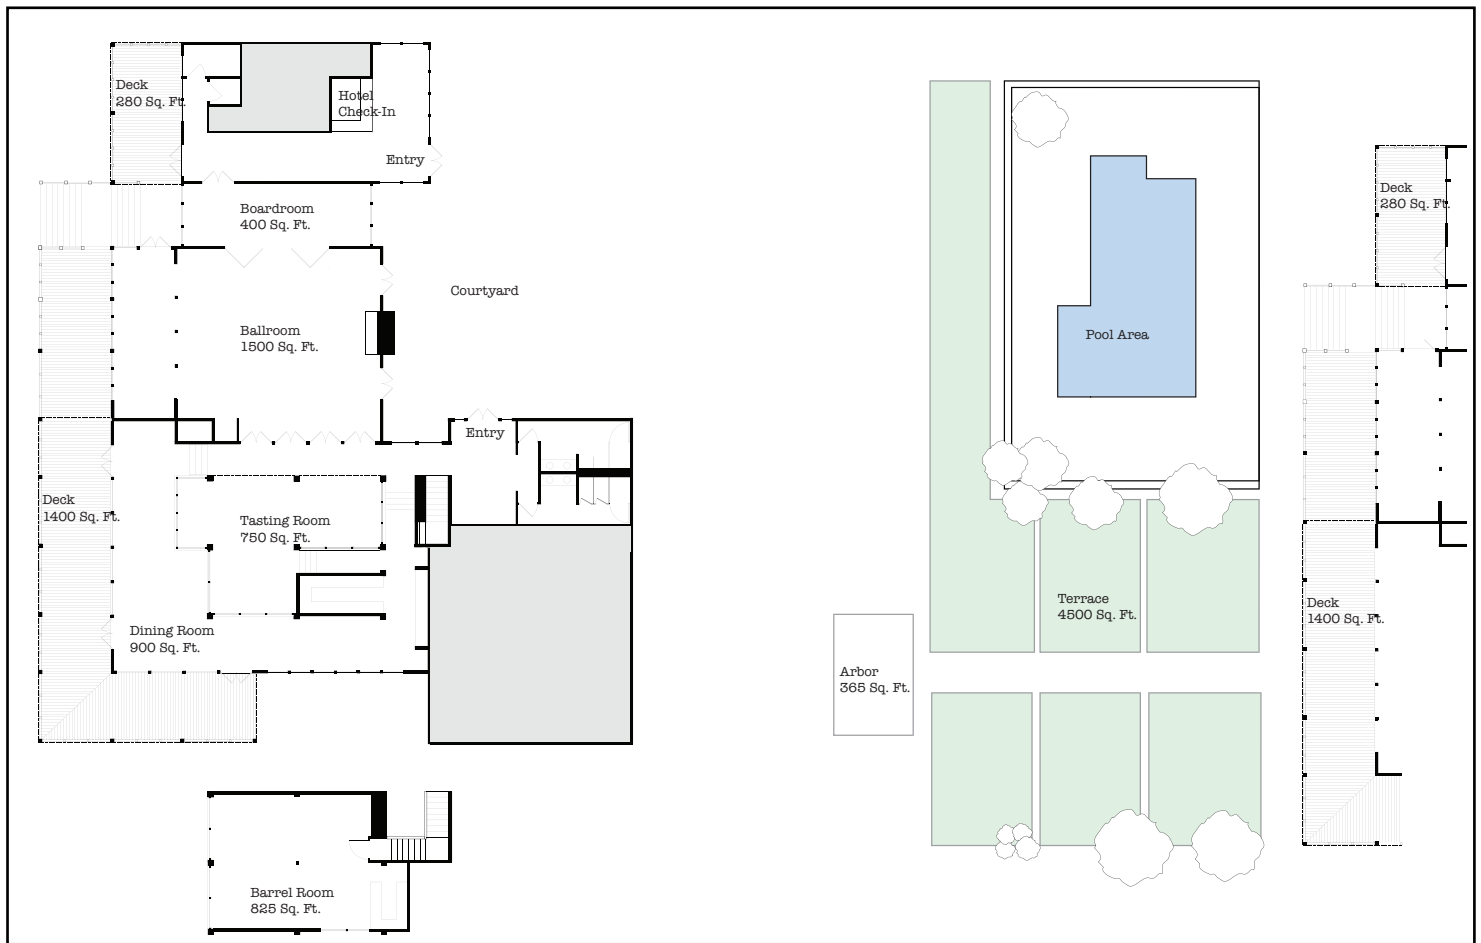 Deck
280 Sq. Ft.
Hotel
Check-In
Entry
Boardroom
400 Sq. Ft.
Courtyard
Ballroom
1500 Sq. Ft.
Entry
Deck
1400 Sq. Ft.
Tasting Room
750 Sq. Ft.
Dining Room
900 Sq. Ft.
Barrel Room
825 Sq. Ft.
Pool Area
Terrace
4500 Sq. Ft.
Arbor
365 Sq. Ft.
Deck
280 Sq. Ft.
Deck
1400 Sq. Ft.